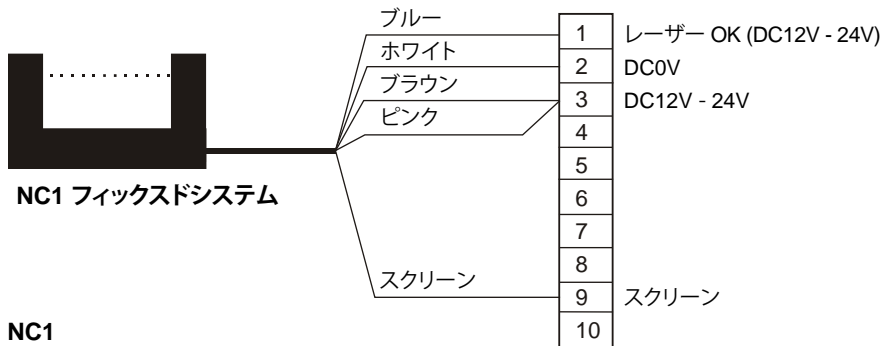 ブルー
ホワイト
ブラウン
ピンク
スクリーン
NC1 フィックスドシステム
NC1
1 レーザー OK (DC12V - 24V)
2 DC0V
3 DC12V - 24V
4
5
6
7
8
9 スクリーン
10